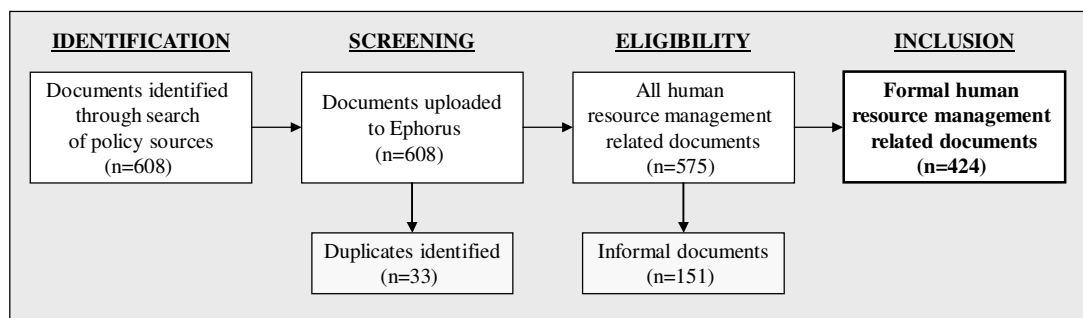 IDENTIFICATION
SCREENING
ELIGIBILITY
INCLUSION
Documents identified
through search
of policy sources
(n=608)
Documents uploaded
to Ephorus
(n=608)
All human
resource management
related documents
(n=575)
Formal human
resource management
related documents
(n=424)
Duplicates identified
(n=33)
Informal documents
(n=151)